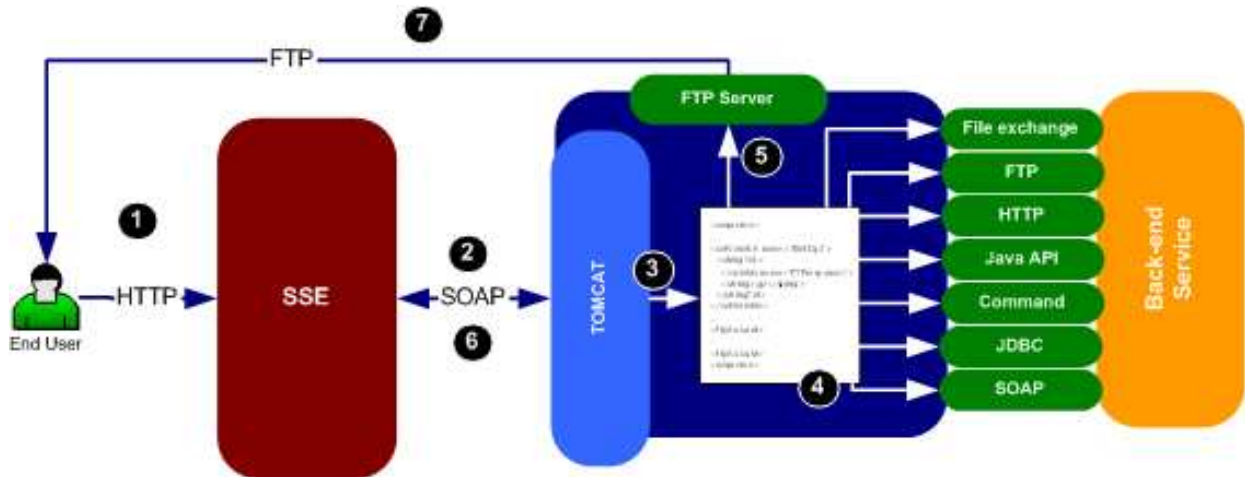 7
FTP
FTP Server
File exchange
5
FTP
1
HTTP
2
3
Java API
HTTP
SSE
SOAP
TOMCAT
Command
Back-end
Service
End User
6
JDBC
4
SOAP